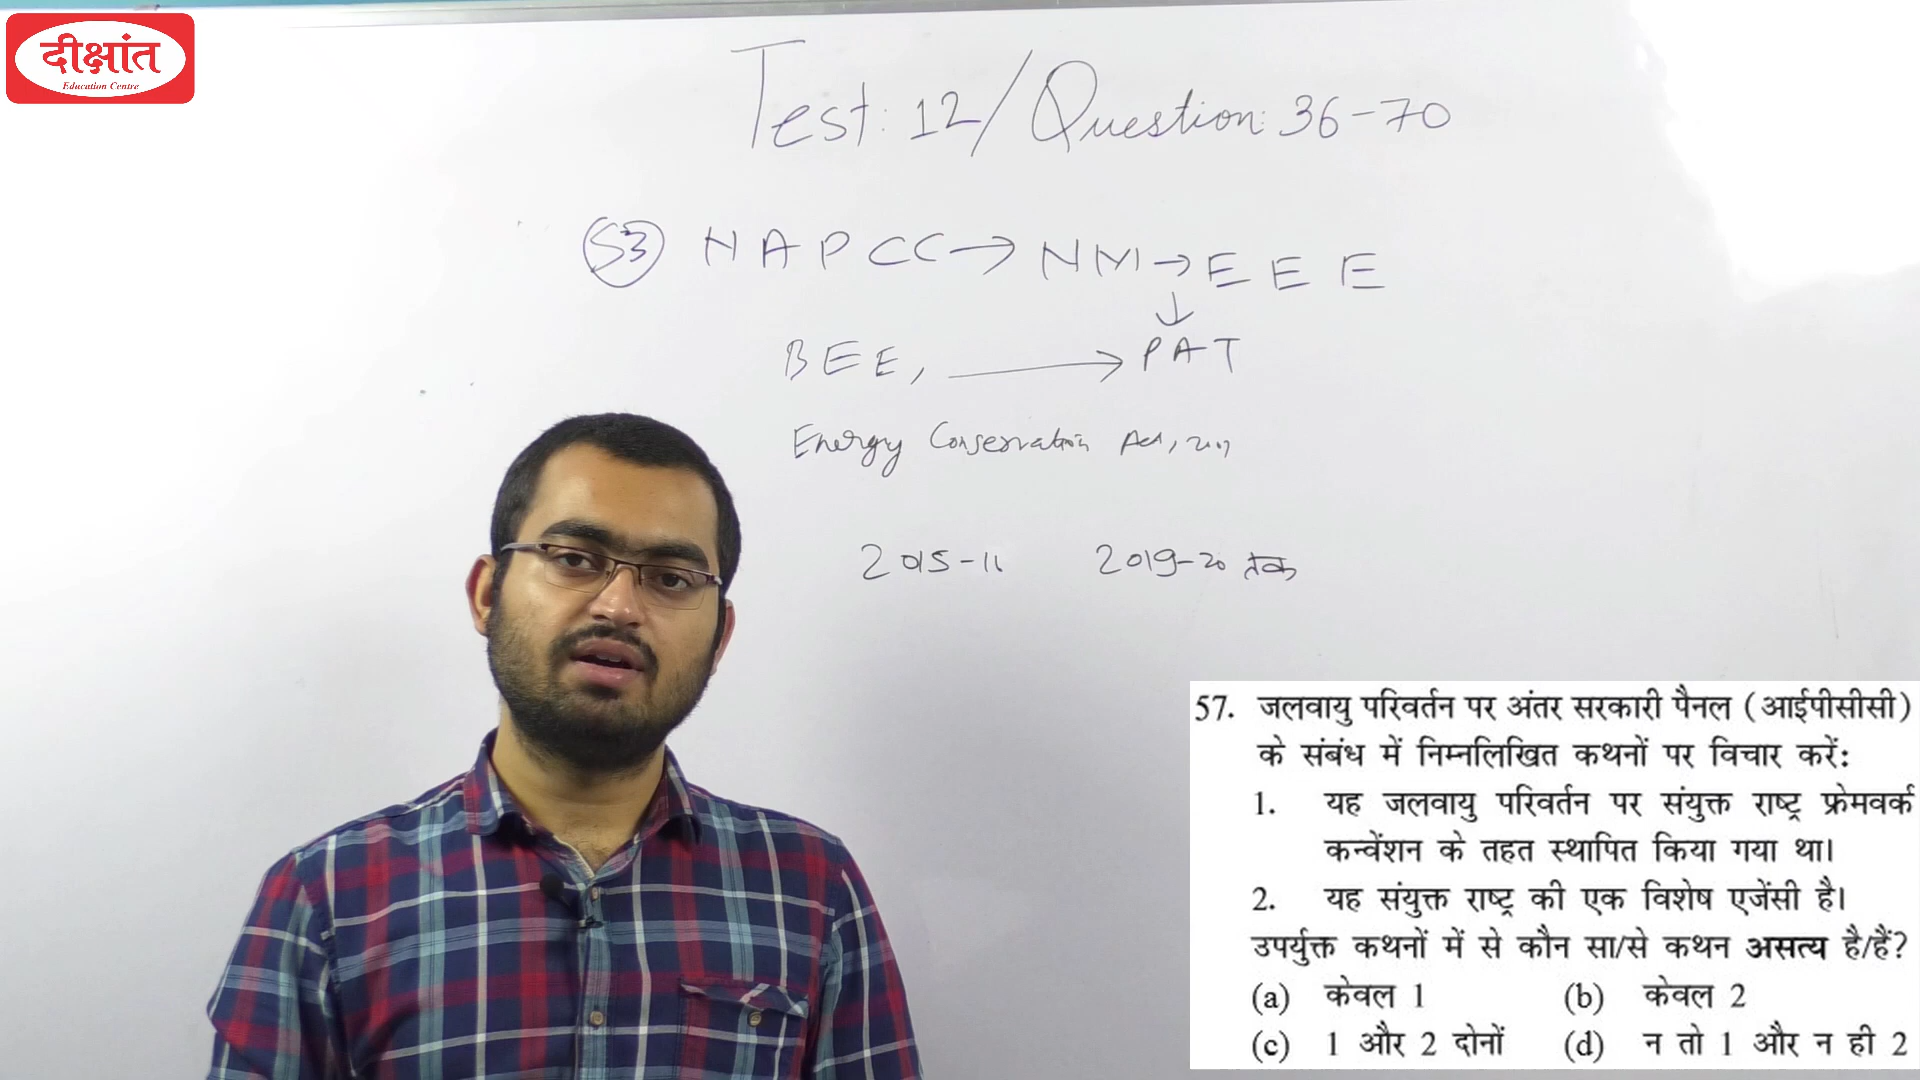 दीक्षांत
Education Centre
Test: 12/Question: 36-70
53 NAPCC → NM → EEE
↓
BEE, → PAT
Energy Conservation Act,
2015-16 2019-20 तक
57. जलवायु परिवर्तन पर अंतर सरकारी पैनल (आईपीसीसी)
के संबंध में निम्नलिखित कथनों पर विचार करें:
1. यह जलवायु परिवर्तन पर संयुक्त राष्ट्र फ्रेमवर्क
कन्वेंशन के तहत स्थापित किया गया था।
2. यह संयुक्त राष्ट्र की एक विशेष एजेंसी है।
उपर्युक्त कथनों में से कौन सा/से कथन असत्य है/हैं?
(a) केवल 1 (b) केवल 2
(c) 1 और 2 दोनों (d) न तो 1 और न ही 2